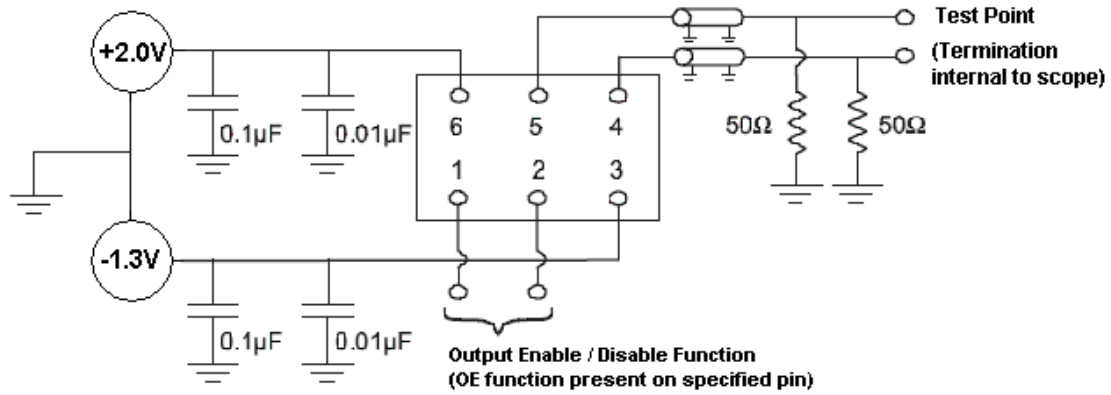 Test Point
+2.0V
(Termination
internal to scope)
0.1µF
0.01µF
6 5 4
50Ω
50Ω
1 2 3
-1.3V
0.1µF
0.01µF
Output Enable / Disable Function
(OE function present on specified pin)